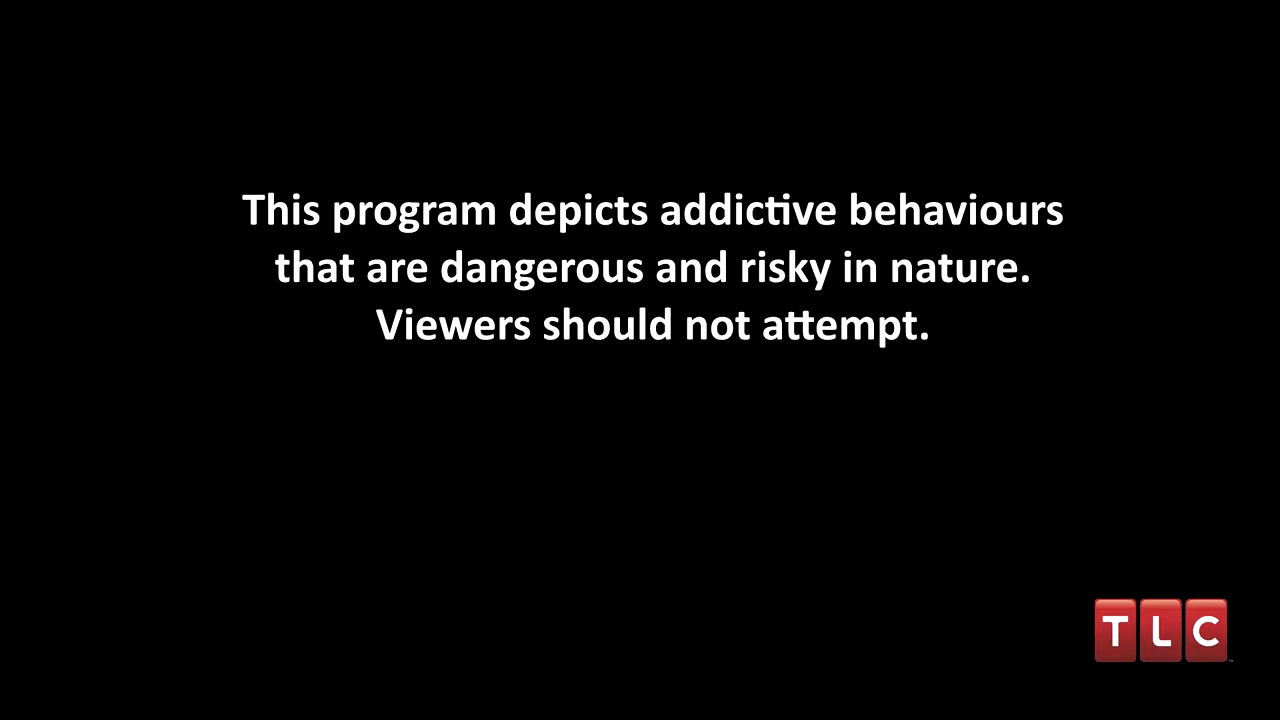 This program depicts addictive behaviours
that are dangerous and risky in nature.
Viewers should not attempt.
TLC